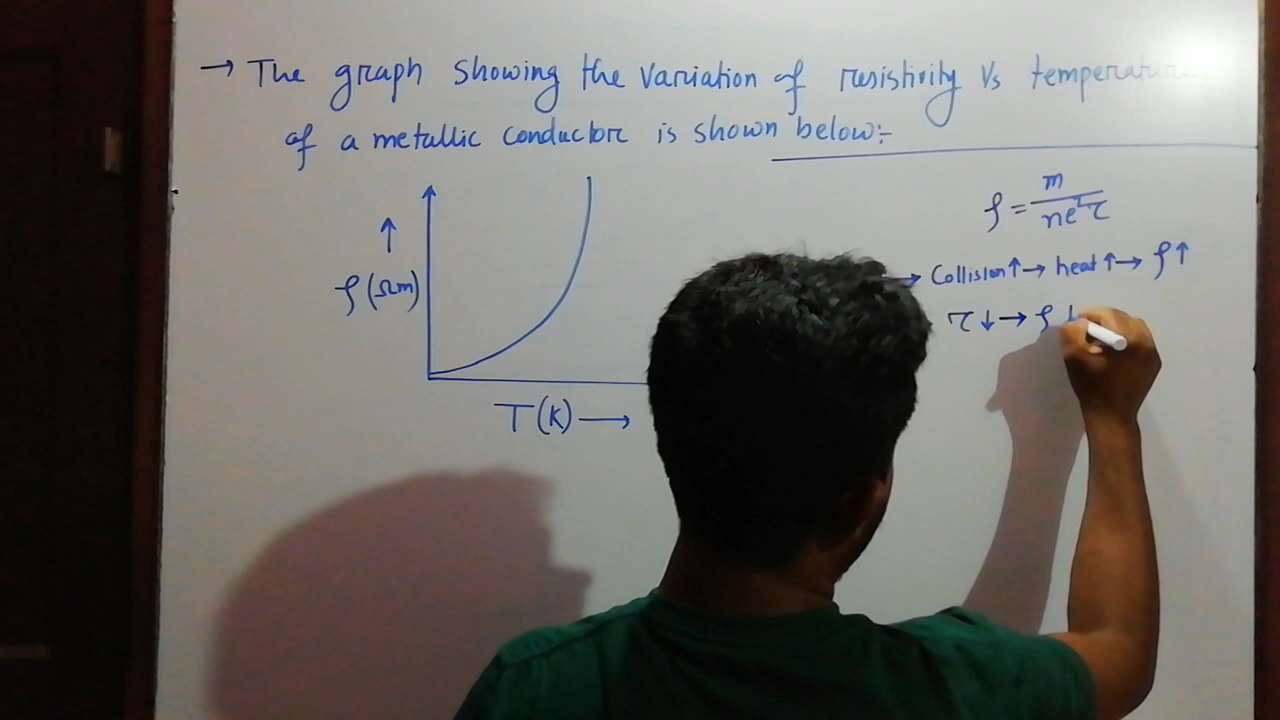 → The graph showing the variation of resistivity Vs temperature
of a metallic conductor is shown below:-
ρ = m / ne²τ
↑
ρ (Ωm)
→ Collision↑ → heat↑ → ρ↑
τ↓ → ρ
T(K) →